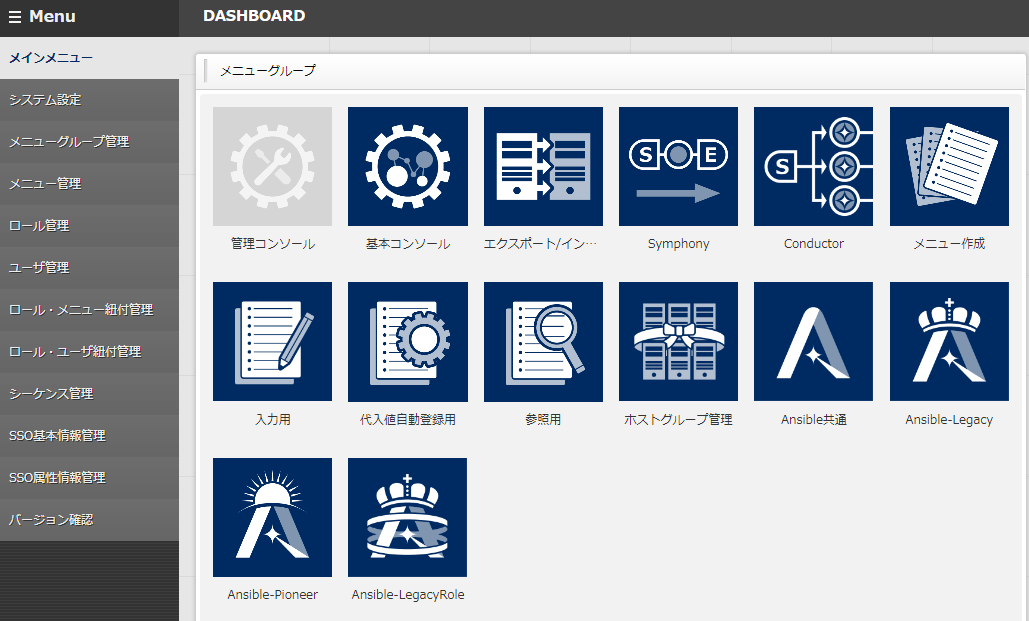 Menu
DASHBOARD
メインメニュー
システム設定
メニューグループ管理
メニュー管理
ロール管理
ユーザ管理
ロール・メニュー紐付管理
ロール・ユーザ紐付管理
シーケンス管理
SSO基本情報管理
SSO属性情報管理
バージョン確認
メニューグループ
S E
S
管理コンソール
基本コンソール
エクスポート/イン…
Symphony
Conductor
メニュー作成
入力用
代入値自動登録用
参照用
ホストグループ管理
Ansible共通
Ansible-Legacy
Ansible-Pioneer
Ansible-LegacyRole